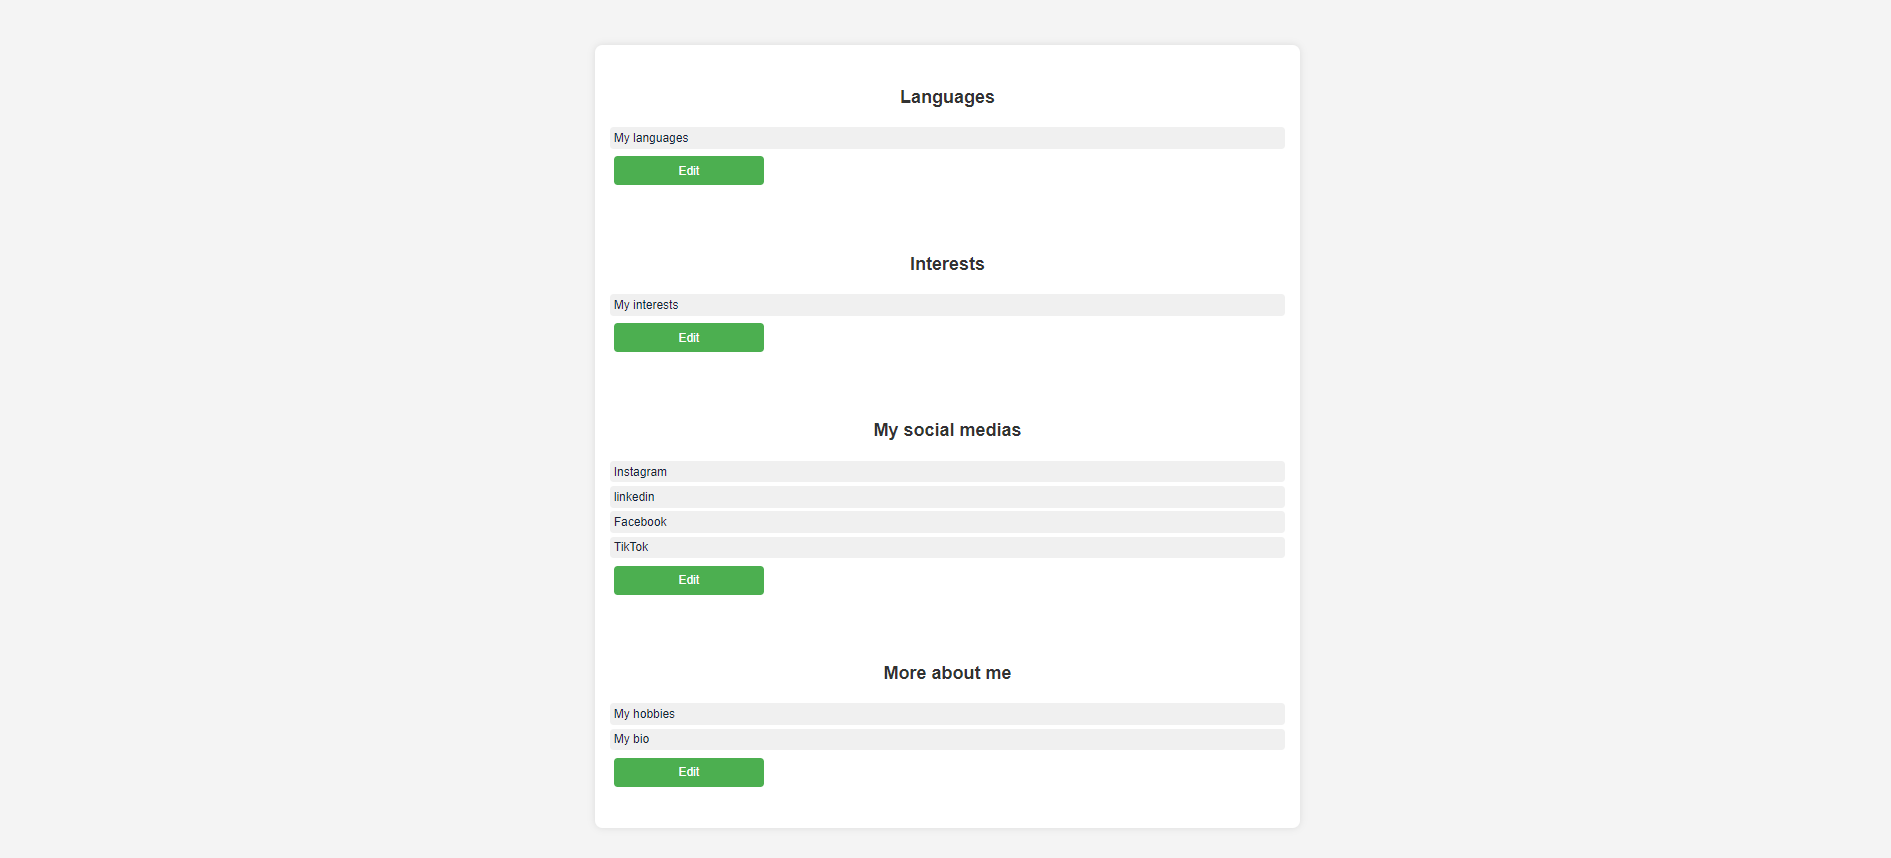 Languages
My languages
Edit
Interests
My interests
Edit
My social medias
Instagram
linkedin
Facebook
TikTok
Edit
More about me
My hobbies
My bio
Edit